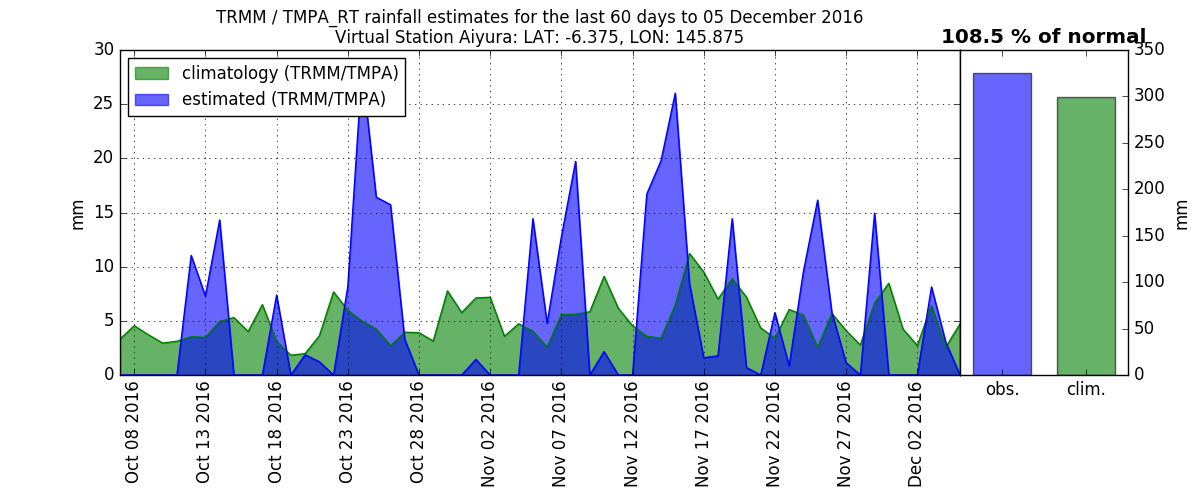 TRMM / TMPA_RT rainfall estimates for the last 60 days to 05 December 2016
Virtual Station Aiyura: LAT: -6.375, LON: 145.875
108.5 % of normal
climatology (TRMM/TMPA)
estimated (TRMM/TMPA)
30
25
20
15
10
5
0
mm
350
300
250
200
150
100
50
0
mm
obs.
clim.
Oct 08 2016
Oct 13 2016
Oct 18 2016
Oct 23 2016
Oct 28 2016
Nov 02 2016
Nov 07 2016
Nov 12 2016
Nov 17 2016
Nov 22 2016
Nov 27 2016
Dec 02 2016